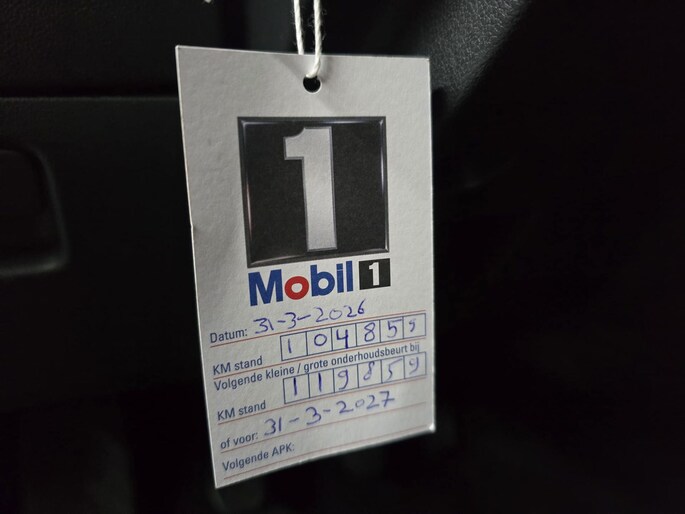 1
Mobil 1
Datum: 31-3-2026
KM stand 104855
Volgende kleine / grote onderhoudsbeurt bij
KM stand 119859
of voor: 31-3-2027
Volgende APK: